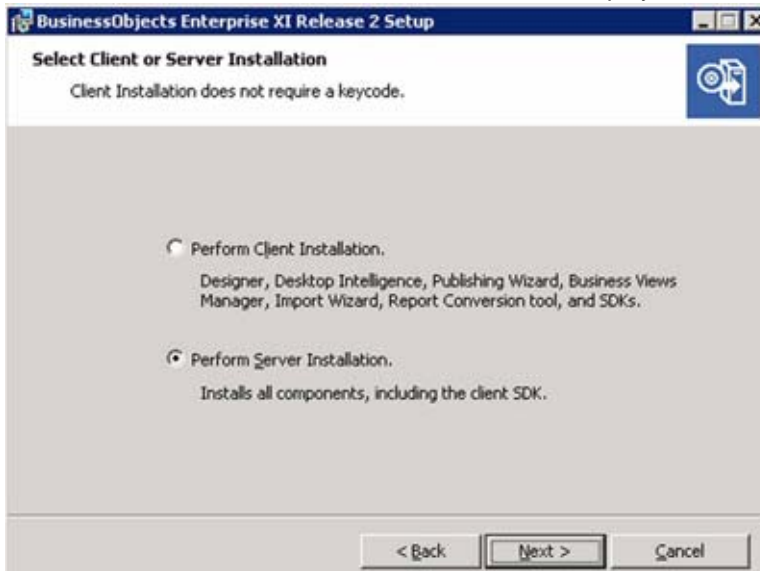 BusinessObjects Enterprise XI Release 2 Setup
Select Client or Server Installation
Client Installation does not require a keycode.
Perform Client Installation.
Designer, Desktop Intelligence, Publishing Wizard, Business Views
Manager, Import Wizard, Report Conversion tool, and SDKs.
Perform Server Installation.
Installs all components, including the client SDK.
< Back
Next >
Cancel